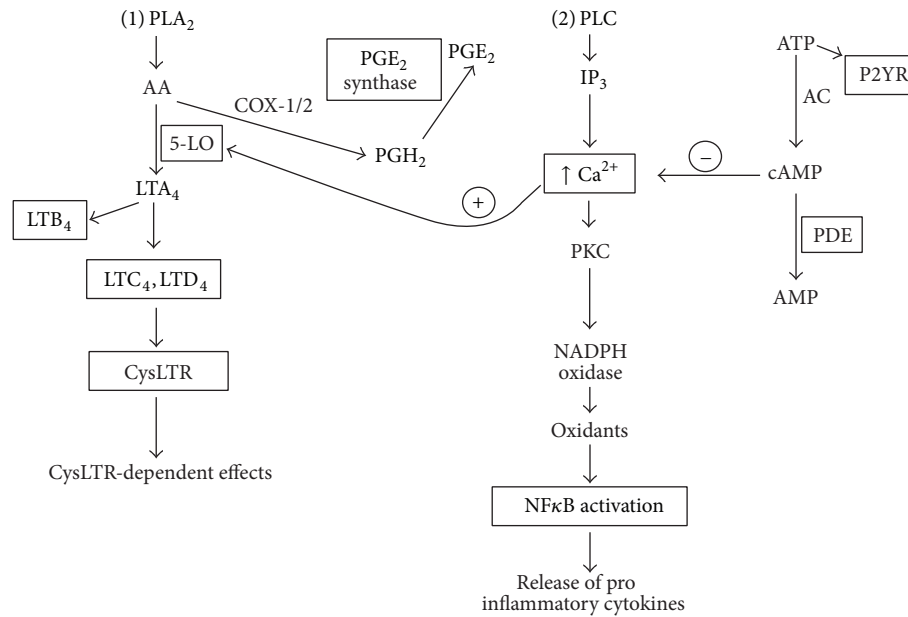 (1) PLA₂
AA
COX-1/2
5-LO
LTA₄
LTB₄
LTC₄, LTD₄
CysLTR
CysLTR-dependent effects
PGE₂
synthase
PGE₂
PGH₂
+
(2) PLC
IP₃
↑ Ca²⁺
PKC
NADPH
oxidase
Oxidants
NFκB activation
Release of pro
inflammatory cytokines
−
ATP
P2YR
AC
cAMP
PDE
AMP